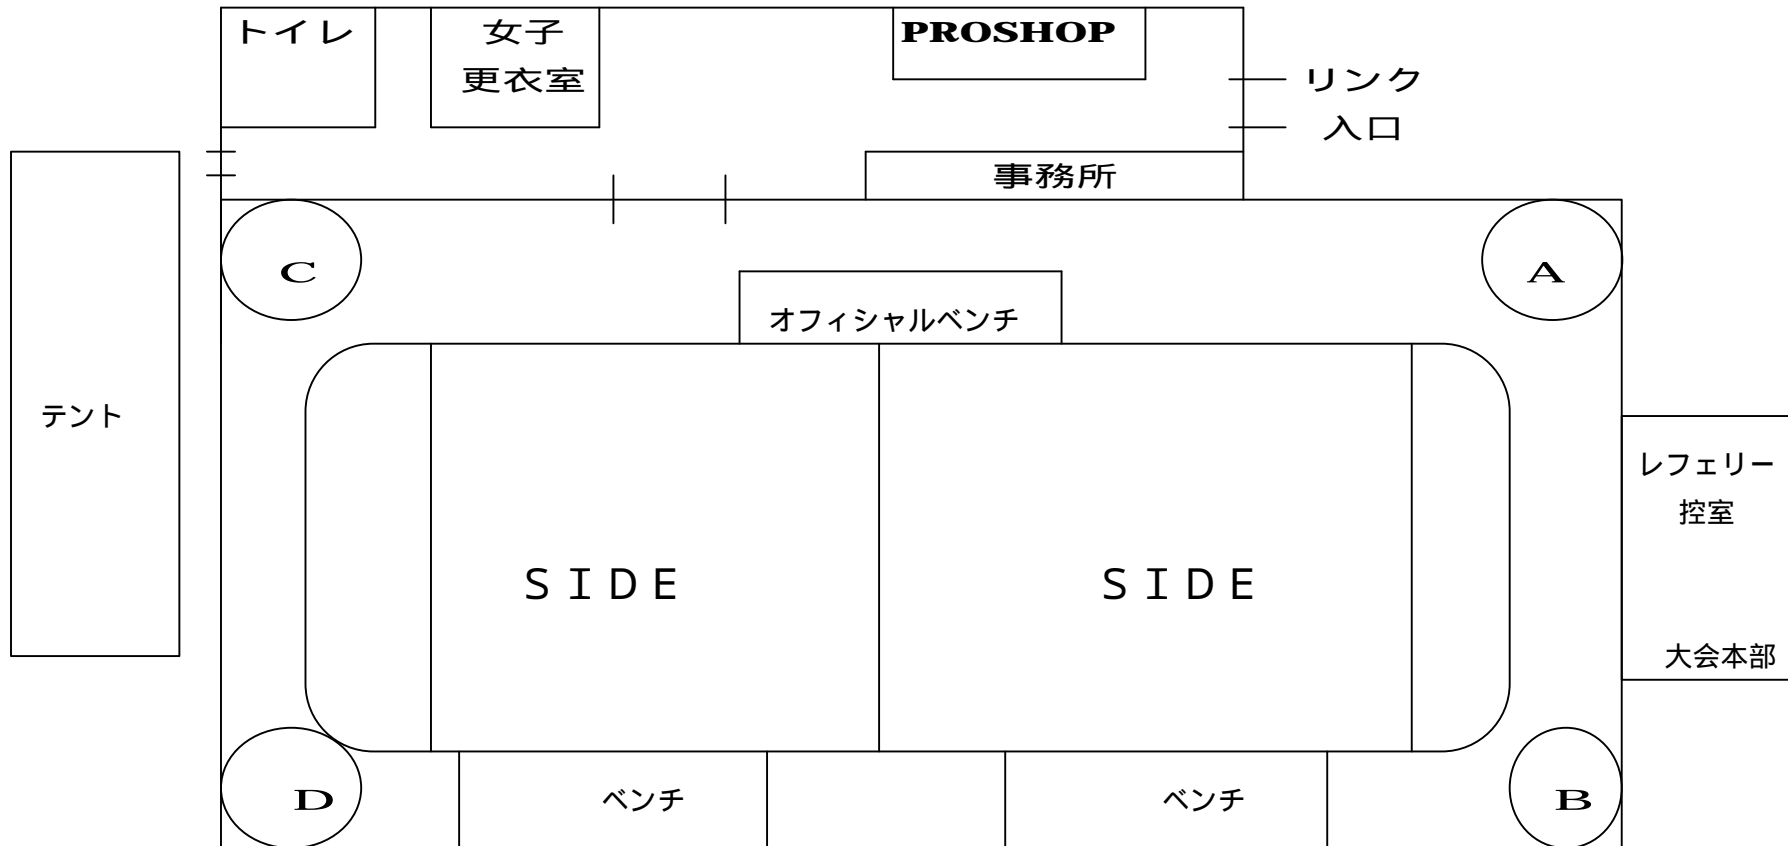 トイレ
女子
更衣室
PROSHOP
リンク
入口
事務所
C
A
オフィシャルベンチ
テント
レフェリー
控室
ＳＩＤＥ
ＳＩＤＥ
大会本部
D
ベンチ
ベンチ
B